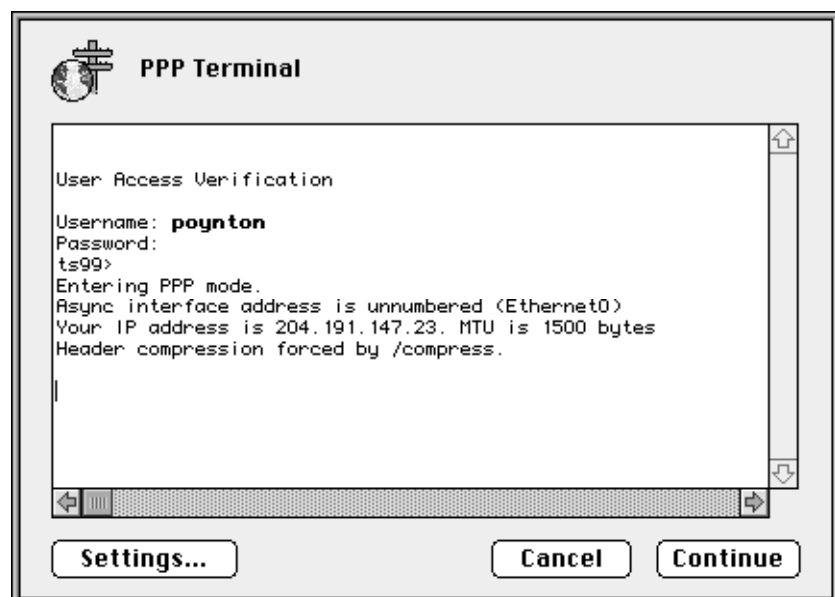 PPP Terminal
User Access Verification
Username: poynton
Password:
ts99>
Entering PPP mode.
Async interface address is unnumbered (Ethernet0)
Your IP address is 204.191.147.23. MTU is 1500 bytes
Header compression forced by /compress.
Settings... Cancel Continue